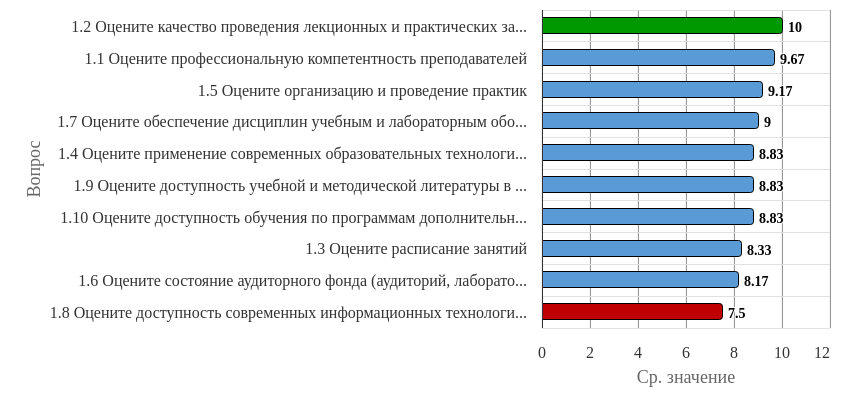 1.2 Оцените качество проведения лекционных и практических за... 10
1.1 Оцените профессиональную компетентность преподавателей 9.67
1.5 Оцените организацию и проведение практик 9.17
1.7 Оцените обеспечение дисциплин учебным и лабораторным обо... 9
1.4 Оцените применение современных образовательных технологи... 8.83
1.9 Оцените доступность учебной и методической литературы в ... 8.83
1.10 Оцените доступность обучения по программам дополнительн... 8.83
1.3 Оцените расписание занятий 8.33
1.6 Оцените состояние аудиторного фонда (аудиторий, лаборато... 8.17
1.8 Оцените доступность современных информационных технологи... 7.5
Вопрос
0 2 4 6 8 10 12
Ср. значение